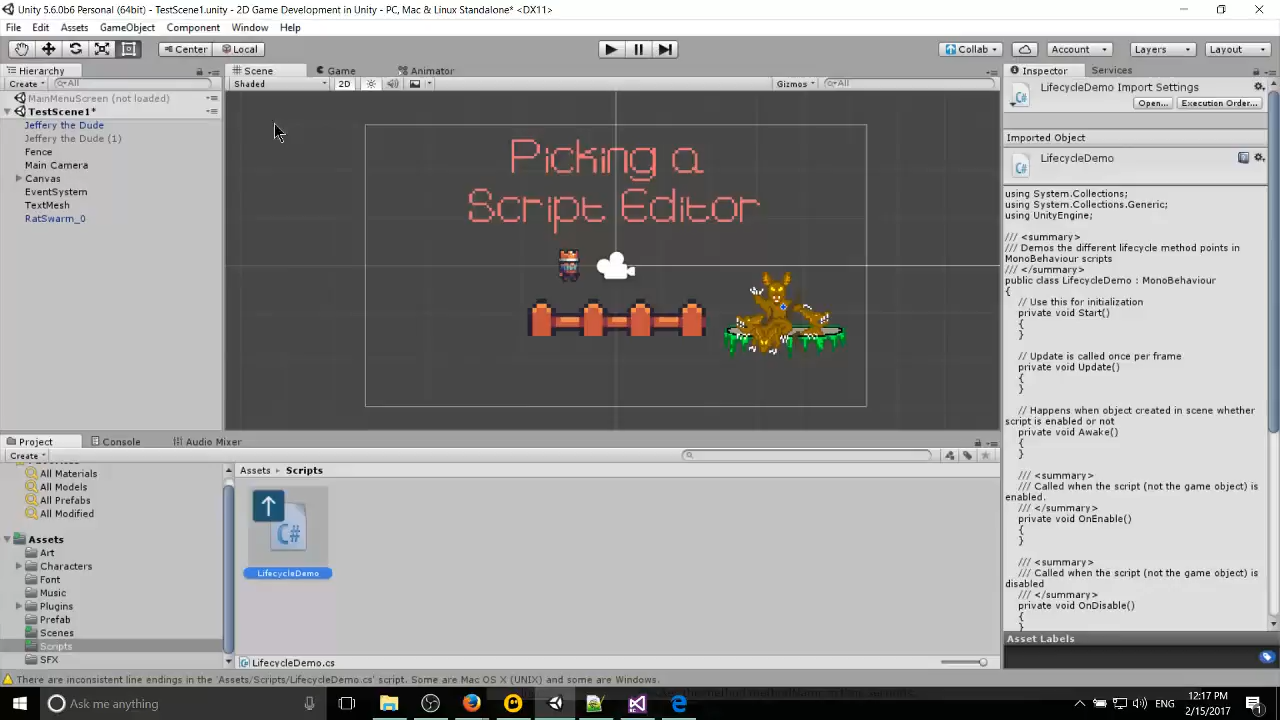 Unity 5.6.0b6 Personal (64bit) - TestScene1.unity - 2D Game Development in Unity - PC, Mac & Linux Standalone* <DX11>
File Edit Assets GameObject Component Window Help
Center Local Collab Account Layers Layout
Hierarchy
Create All
MainMenuScreen (not loaded)
TestScene1*
Jeffery the Dude
Jeffery the Dude (1)
Fence
Main Camera
Canvas
EventSystem
TextMesh
RatSwarm_0
Scene Game Animator
Shaded 2D Gizmos All
Picking a
Script Editor
Project Console Audio Mixer
Create
All Materials
All Models
All Prefabs
All Modified
Assets
Art
Characters
Font
Music
Plugins
Prefab
Scenes
Scripts
SFX
Assets Scripts
C#
LifecycleDemo
LifecycleDemo.cs
Inspector Services
C#
LifecycleDemo Import Settings
Open... Execution Order...
Imported Object
C#
LifecycleDemo
using System.Collections;
using System.Collections.Generic;
using UnityEngine;
/// <summary>
/// Demos the different lifecycle method points in
MonoBehaviour scripts
/// </summary>
public class LifecycleDemo : MonoBehaviour
{
// Use this for initialization
private void Start()
{
}
// Update is called once per frame
private void Update()
{
}
// Happens when object created in scene whether
script is enabled or not
private void Awake()
{
}
/// <summary>
/// Called when the script (not the game object) is
enabled.
/// </summary>
private void OnEnable()
{
}
/// <summary>
/// Called when the script (not the game object) is
disabled
/// </summary>
private void OnDisable()
{
}
Asset Labels
There are inconsistent line endings in the 'Assets/Scripts/LifecycleDemo.cs' script. Some are Mac OS X (UNIX) and some are Windows.
Ask me anything
ENG
12:17 PM
2/15/2017